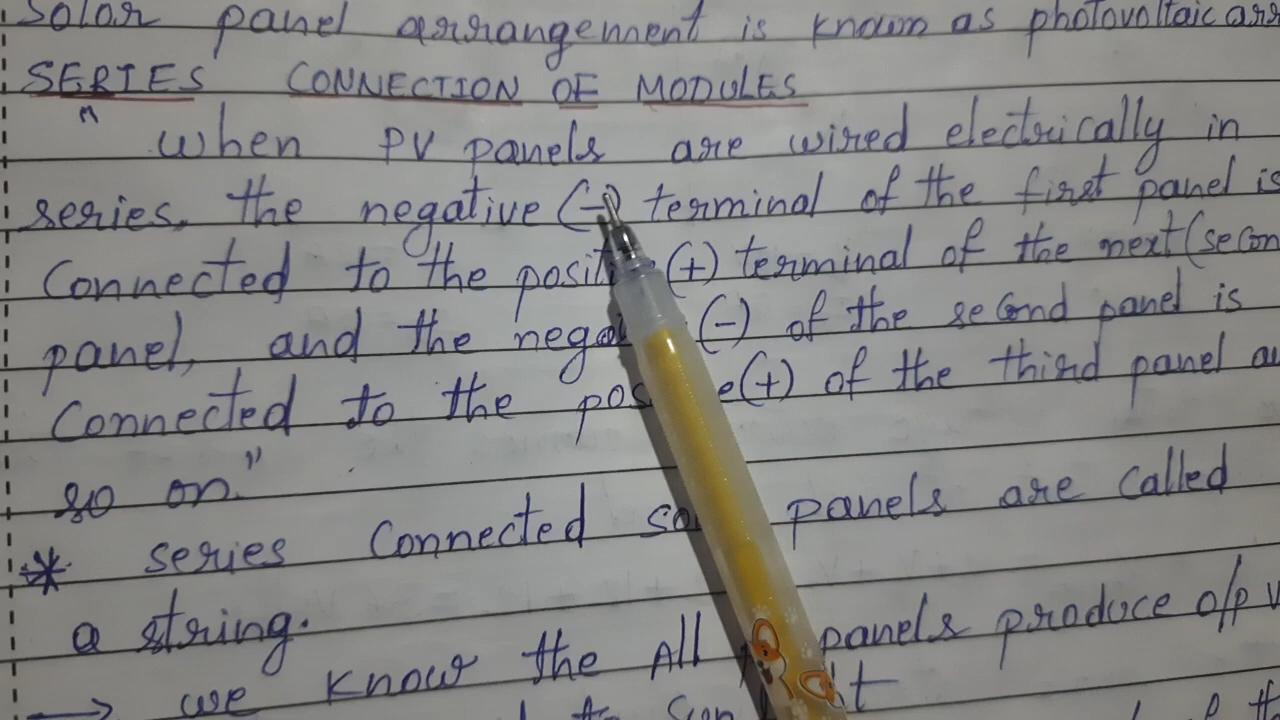 Solar panel arrangement is known as photovoltaic arr
SERIES CONNECTION OF MODULES
" when PV panels are wired electrically in
series, the negative (-) terminal of the first panel is
Connected to the posit (+) terminal of the next (secon
panel, and the nega (-) of the second panel is
Connected to the pos e(+) of the third panel a
so on."
* series Connected so panels are called
a string.
→ we know the All panels produce o/p v